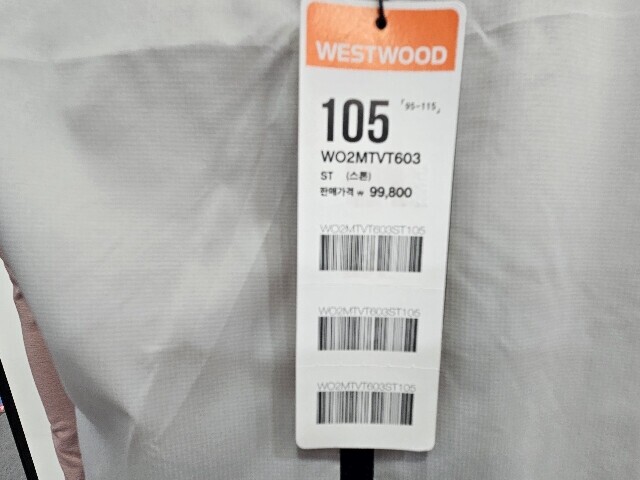 WESTWOOD
105 「95-115」
WO2MTVT603
ST (스톤)
판매가격 ₩ 99,800
WO2MTVT603ST105
WO2MTVT603ST105
WO2MTVT603ST105